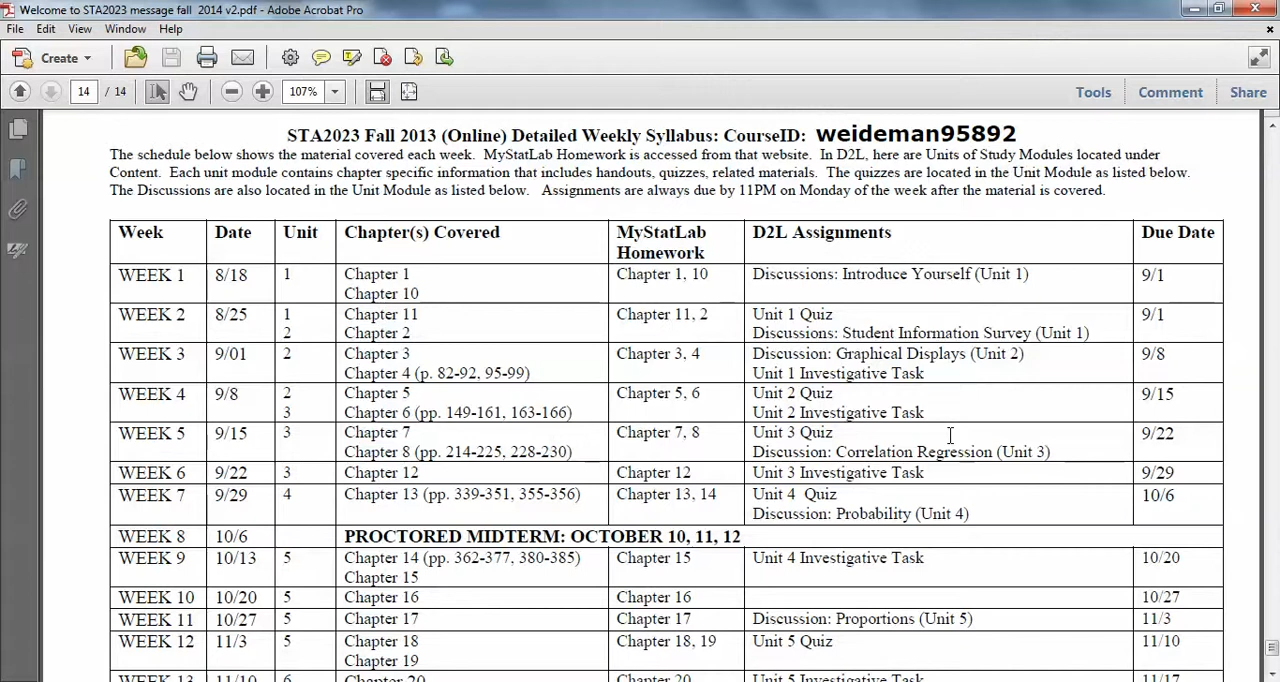 Welcome to STA2023 message fall  2014 v2.pdf - Adobe Acrobat Pro
File Edit View Window Help
Create
14 / 14 107% Tools Comment Share
STA2023 Fall 2013 (Online) Detailed Weekly Syllabus: CourseID: weideman95892
The schedule below shows the material covered each week.  MyStatLab Homework is accessed from that website.  In D2L, here are Units of Study Modules located under
Content.  Each unit module contains chapter specific information that includes handouts, quizzes, related materials.  The quizzes are located in the Unit Module as listed below.
The Discussions are also located in the Unit Module as listed below.   Assignments are always due by 11PM on Monday of the week after the material is covered.
Week Date Unit Chapter(s) Covered MyStatLab Homework D2L Assignments Due Date
WEEK 1 8/18 1 Chapter 1 Chapter 1, 10 Discussions: Introduce Yourself (Unit 1) 9/1
Chapter 10
WEEK 2 8/25 1 Chapter 11 Chapter 11, 2 Unit 1 Quiz 9/1
2 Chapter 2 Discussions: Student Information Survey (Unit 1)
WEEK 3 9/01 2 Chapter 3 Chapter 3, 4 Discussion: Graphical Displays (Unit 2) 9/8
Chapter 4 (p. 82-92, 95-99) Unit 1 Investigative Task
WEEK 4 9/8 2 Chapter 5 Chapter 5, 6 Unit 2 Quiz 9/15
3 Chapter 6 (pp. 149-161, 163-166) Unit 2 Investigative Task
WEEK 5 9/15 3 Chapter 7 Chapter 7, 8 Unit 3 Quiz 9/22
Chapter 8 (pp. 214-225, 228-230) Discussion: Correlation Regression (Unit 3)
WEEK 6 9/22 3 Chapter 12 Chapter 12 Unit 3 Investigative Task 9/29
WEEK 7 9/29 4 Chapter 13 (pp. 339-351, 355-356) Chapter 13, 14 Unit 4  Quiz 10/6
Discussion: Probability (Unit 4)
WEEK 8 10/6 PROCTORED MIDTERM: OCTOBER 10, 11, 12
WEEK 9 10/13 5 Chapter 14 (pp. 362-377, 380-385) Chapter 15 Unit 4 Investigative Task 10/20
Chapter 15
WEEK 10 10/20 5 Chapter 16 Chapter 16 10/27
WEEK 11 10/27 5 Chapter 17 Chapter 17 Discussion: Proportions (Unit 5) 11/3
WEEK 12 11/3 5 Chapter 18 Chapter 18, 19 Unit 5 Quiz 11/10
Chapter 19
WEEK 13 11/10 6 Chapter 20 Chapter 20 Unit 5 Investigative Task 11/17